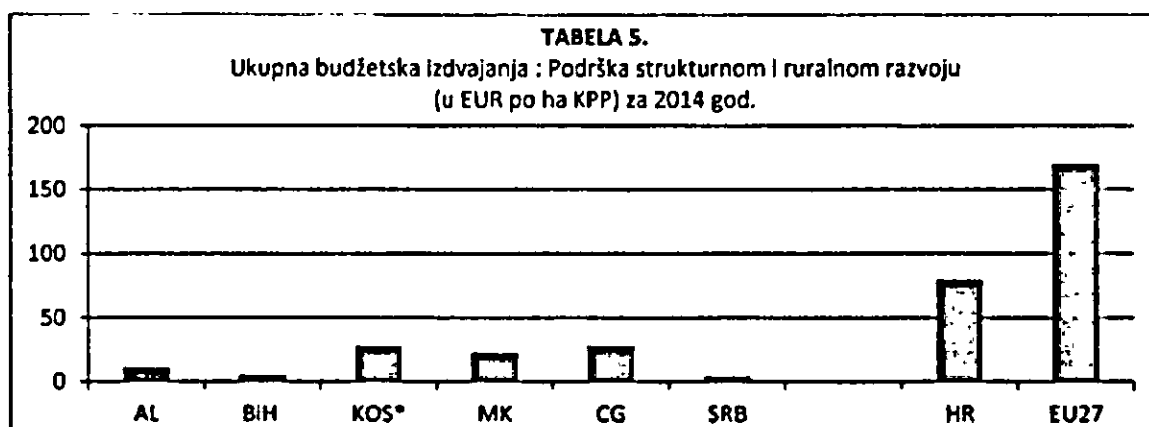 TABELA 5.
Ukupna budžetska izdvajanja : Podrška strukturnom i ruralnom razvoju
(u EUR po ha KPP) za 2014 god.
200
150
100
50
0
AL BIH KOS* MK CG SRB HR EU27